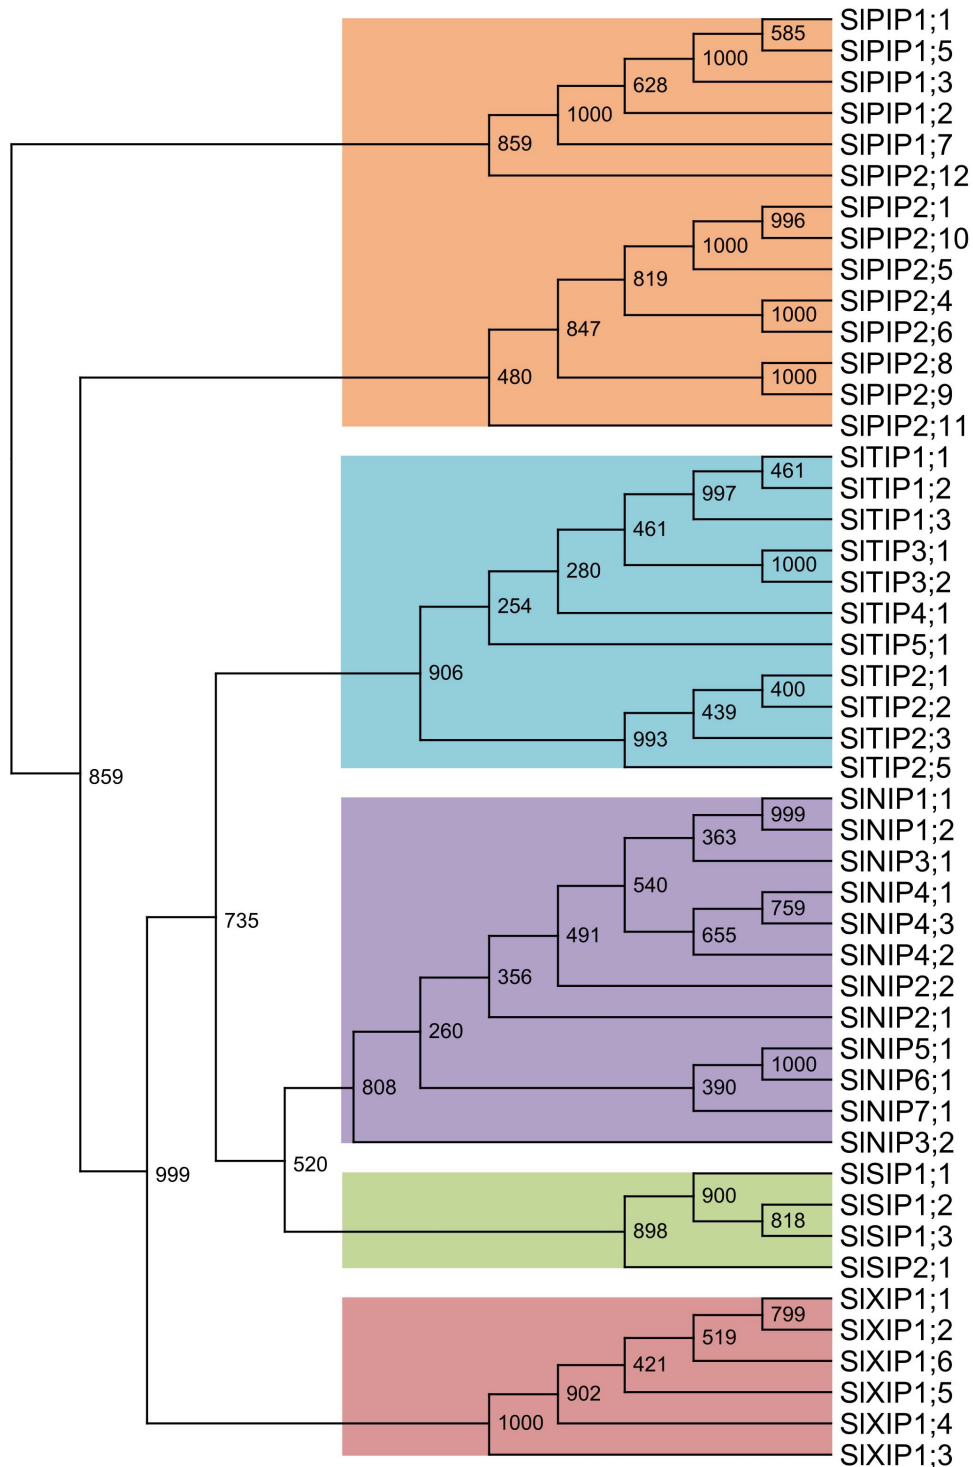 SlPIP1;1
585
SlPIP1;5
1000
SlPIP1;3
628
SlPIP1;2
1000
SlPIP1;7
859
SlPIP2;12
SlPIP2;1
996
SlPIP2;10
1000
SlPIP2;5
819
SlPIP2;4
1000
SlPIP2;6
847
SlPIP2;8
1000
480
SlPIP2;9
SlPIP2;11
SlTIP1;1
461
SlTIP1;2
997
SlTIP1;3
461
SlTIP3;1
1000
280
SlTIP3;2
254
SlTIP4;1
SlTIP5;1
906
SlTIP2;1
400
SlTIP2;2
439
SlTIP2;3
993
SlTIP2;5
859
SlNIP1;1
999
SlNIP1;2
363
SlNIP3;1
540
SlNIP4;1
759
SlNIP4;3
735
655
491
SlNIP4;2
356
SlNIP2;2
SlNIP2;1
260
SlNIP5;1
1000
SlNIP6;1
808
390
SlNIP7;1
SlNIP3;2
520
999
SlSIP1;1
900
SlSIP1;2
818
898
SlSIP1;3
SlSIP2;1
SlXIP1;1
799
SlXIP1;2
519
SlXIP1;6
421
SlXIP1;5
902
SlXIP1;4
1000
SlXIP1;3